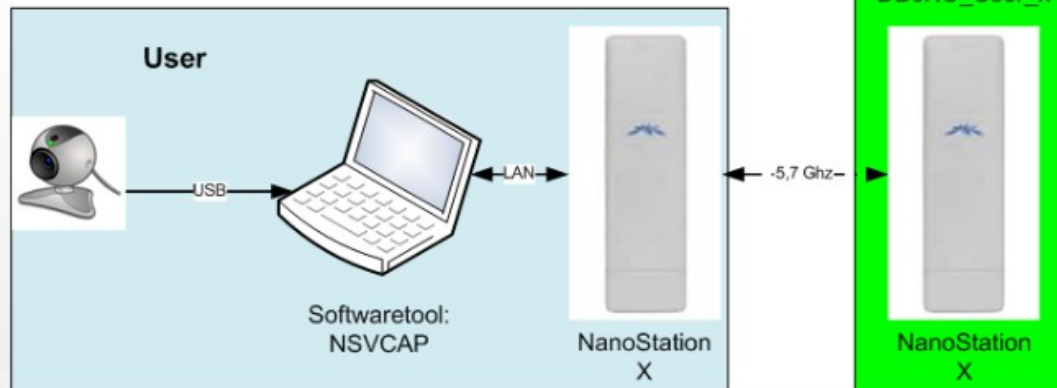 User
USB
LAN
-5,7 Ghz-
Softwaretool:
NSVCAP
NanoStation
X
NanoStation
X